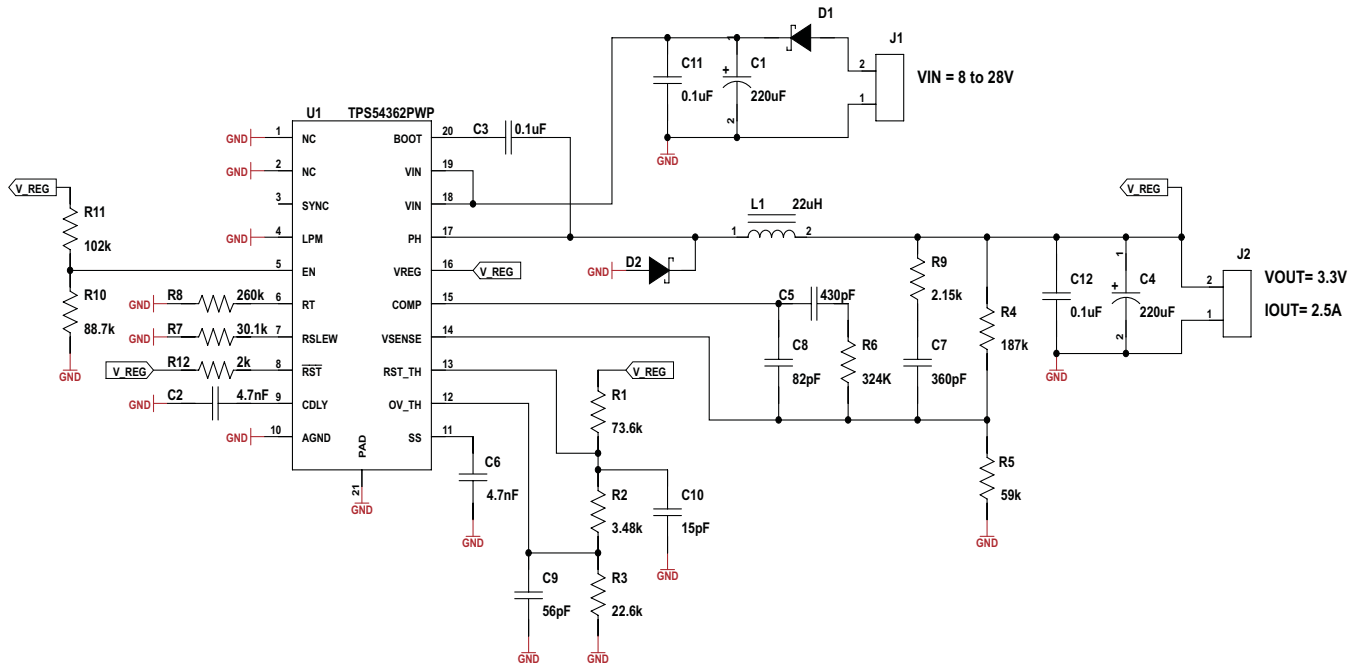 D1
J1
1
C11
0.1uF
+
C1
220uF
2
2
1
VIN = 8 to 28V
GND
U1
TPS54362PWP
GND
1
NC
BOOT
20
C3
0.1uF
GND
2
NC
VIN
19
V_REG
R11
102k
3
SYNC
VIN
18
GND
4
LPM
PH
17
L1
22uH
1
2
V_REG
5
EN
VREG
16
V_REG
GND
D2
R10
88.7k
GND
GND
R8
260k
6
RT
COMP
15
C5
430pF
R9
2.15k
GND
R7
30.1k
7
RSLEW
VSENSE
14
C8
82pF
R6
324K
C7
360pF
R4
187k
C12
0.1uF
1
+
C4
220uF
2
GND
J2
2
1
VOUT= 3.3V
IOUT= 2.5A
V_REG
R12
2k
8
RST
RST_TH
13
V_REG
GND
C2
4.7nF
9
CDLY
OV_TH
12
R1
73.6k
GND
10
AGND
SS
11
PAD
21
GND
C6
4.7nF
GND
R2
3.48k
C10
15pF
GND
R5
59k
GND
C9
56pF
GND
R3
22.6k
GND